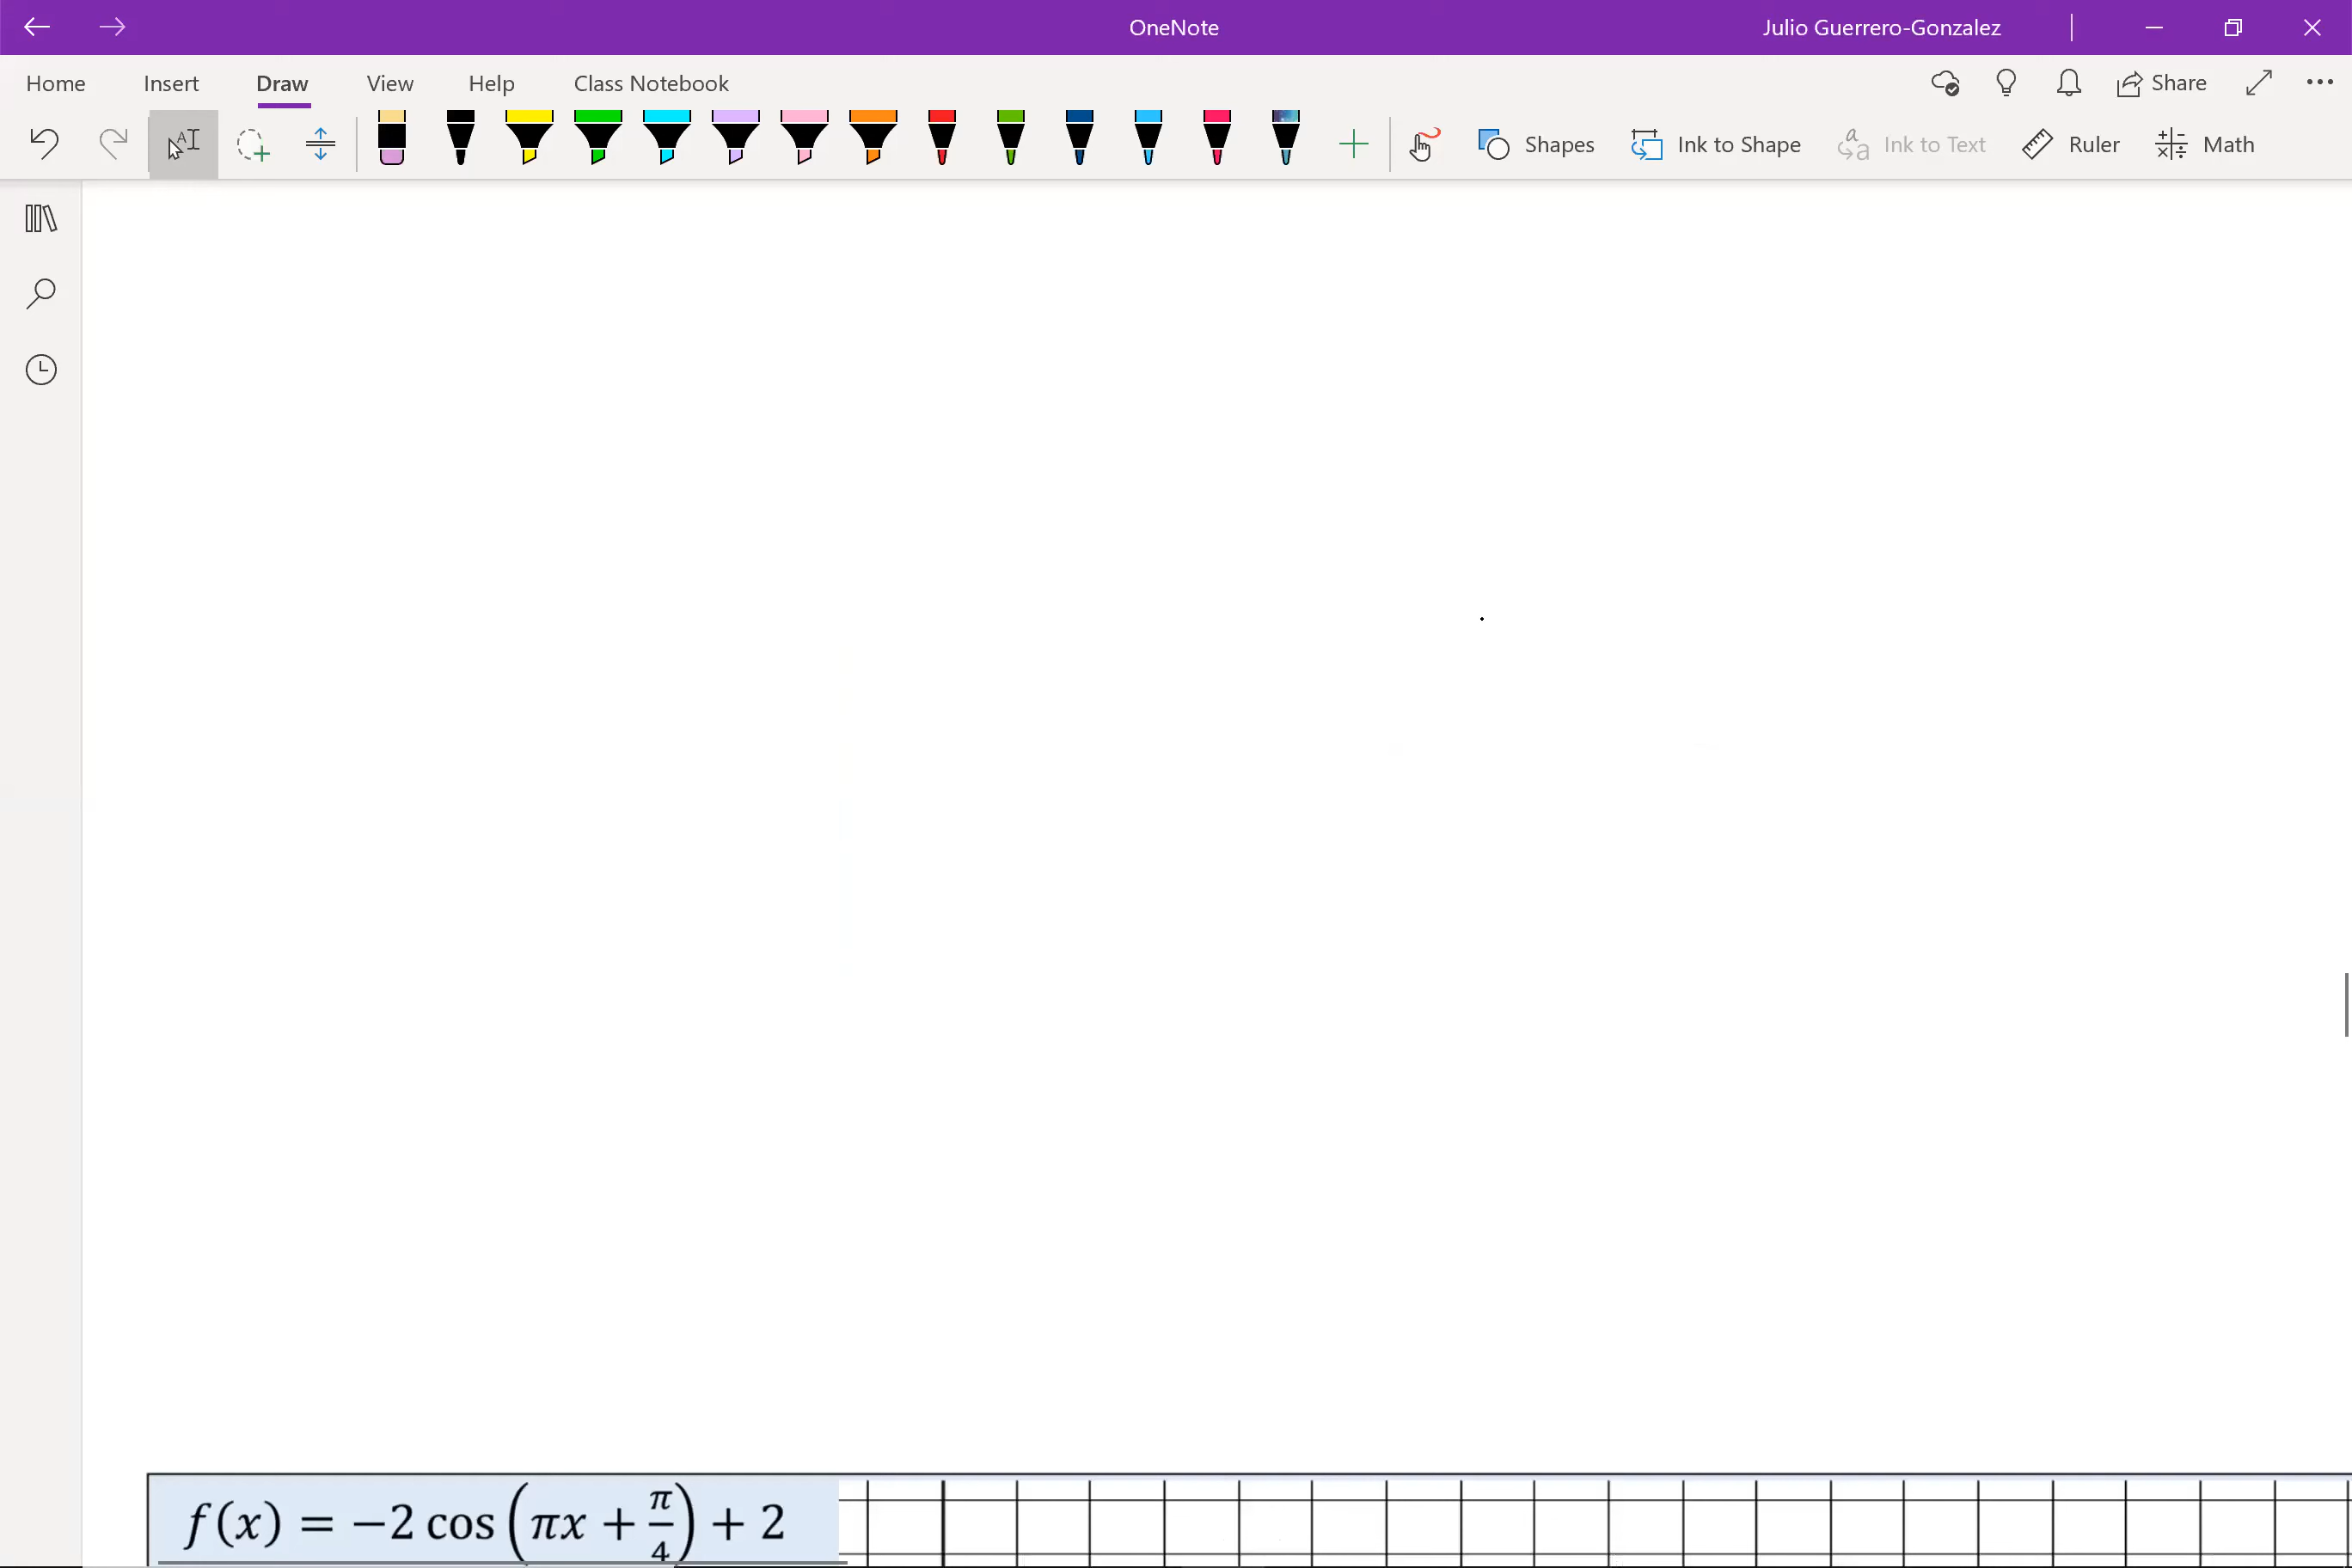 OneNote
Julio Guerrero-Gonzalez
Home Insert Draw View Help Class Notebook
Share
Shapes Ink to Shape Ink to Text Ruler Math
f(x) = −2 cos(πx + π/4) + 2